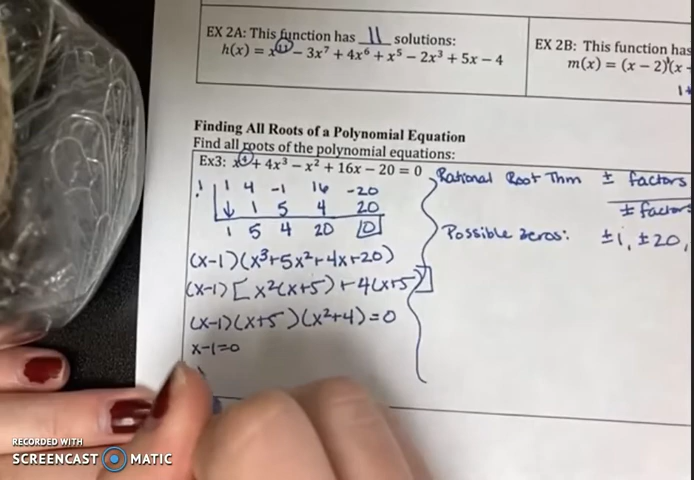 EX 2A: This function has 11 solutions:
h(x) = x¹¹ − 3x⁷ + 4x⁶ + x⁵ − 2x³ + 5x − 4
EX 2B: This function has
m(x) = (x − 2)³(x −
Finding All Roots of a Polynomial Equation
Find all roots of the polynomial equations:
Ex3: x⁴ + 4x³ − x² + 16x − 20 = 0
1 | 1 4 -1 16 -20
↓ 1 5 4 20
1 5 4 20 0
(x-1)(x³+5x²+4x+20)
(x-1)[x²(x+5)+4(x+5)]
(x-1)(x+5)(x²+4)=0
x-1=0
Rational Root Thm ± factors
± factor
Possible zeros: ±1, ±20,
RECORDED WITH
SCREENCAST MATIC